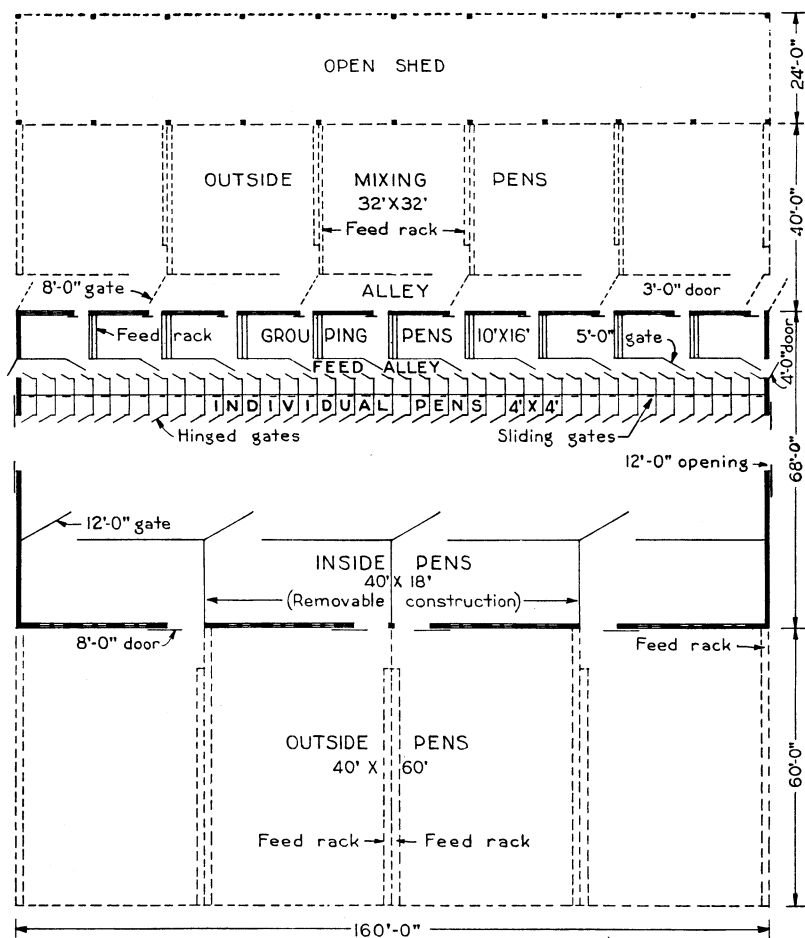 OPEN SHED
24'-0"
OUTSIDE MIXING PENS
32'X32'
Feed rack
40'-0"
8'-0" gate
ALLEY
3'-0" door
Feed rack
GROUPING PENS 10'X16'
5'-0" gate
FEED ALLEY
4'-0" door
INDIVIDUAL PENS 4'X4'
Hinged gates
Sliding gates
12'-0" opening
68'-0"
12'-0" gate
INSIDE PENS
40'X 18'
(Removable construction)
8'-0" door
Feed rack
OUTSIDE PENS
40' X 60'
60'-0"
Feed rack
Feed rack
160'-0"